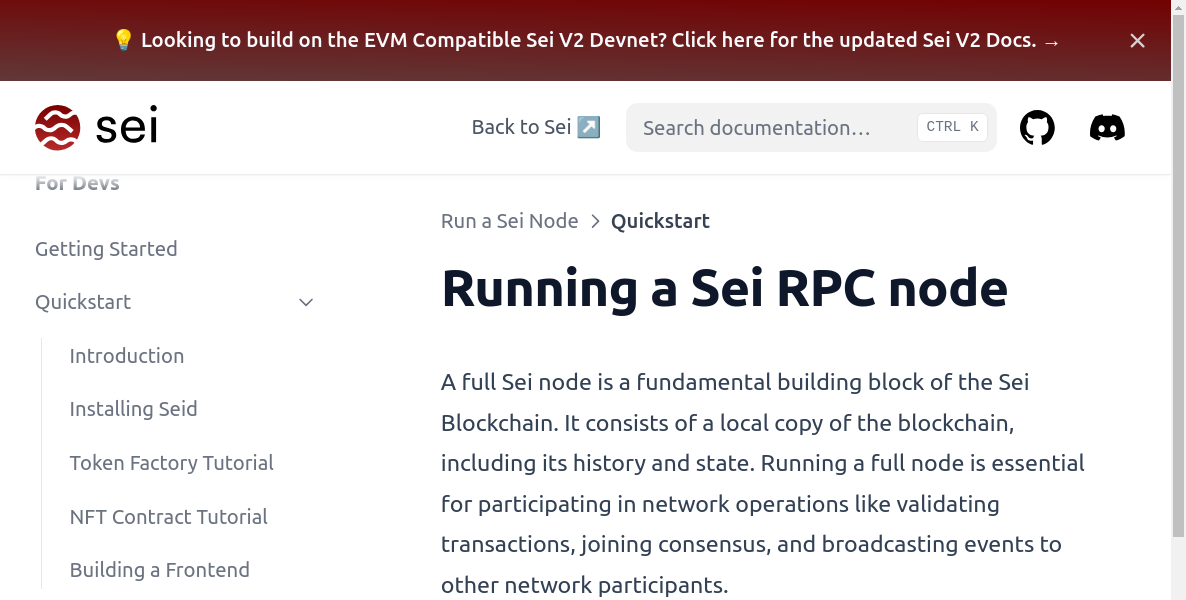 💡 Looking to build on the EVM Compatible Sei V2 Devnet? Click here for the updated Sei V2 Docs. →
sei
Back to Sei ↗️
Search documentation…
CTRL K
For Devs
Getting Started
Quickstart
Introduction
Installing Seid
Token Factory Tutorial
NFT Contract Tutorial
Building a Frontend
Run a Sei Node > Quickstart
Running a Sei RPC node
A full Sei node is a fundamental building block of the Sei
Blockchain. It consists of a local copy of the blockchain,
including its history and state. Running a full node is essential
for participating in network operations like validating
transactions, joining consensus, and broadcasting events to
other network participants.